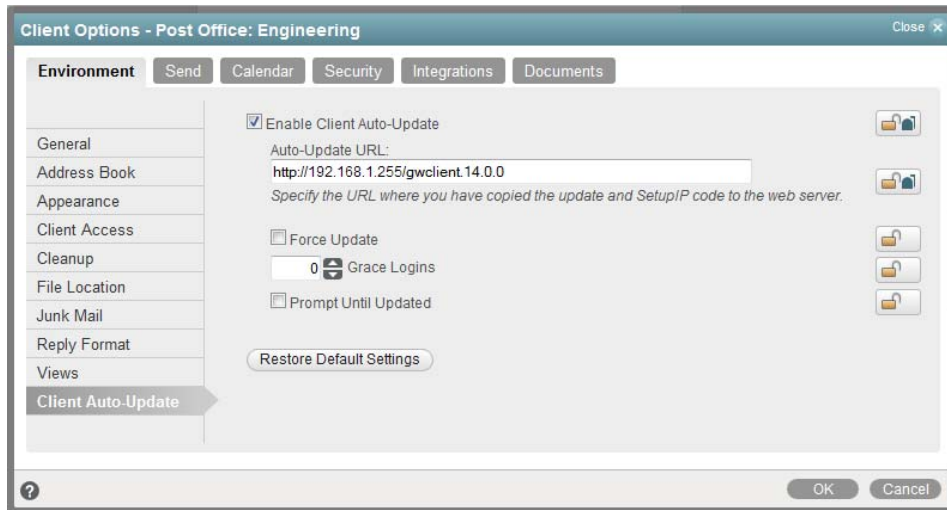 Client Options - Post Office: Engineering
Close x
Environment Send Calendar Security Integrations Documents
General
Address Book
Appearance
Client Access
Cleanup
File Location
Junk Mail
Reply Format
Views
Client Auto-Update
Enable Client Auto-Update
Auto-Update URL:
http://192.168.1.255/gwclient.14.0.0
Specify the URL where you have copied the update and SetupIP code to the web server.
Force Update
0 Grace Logins
Prompt Until Updated
Restore Default Settings
?
OK Cancel